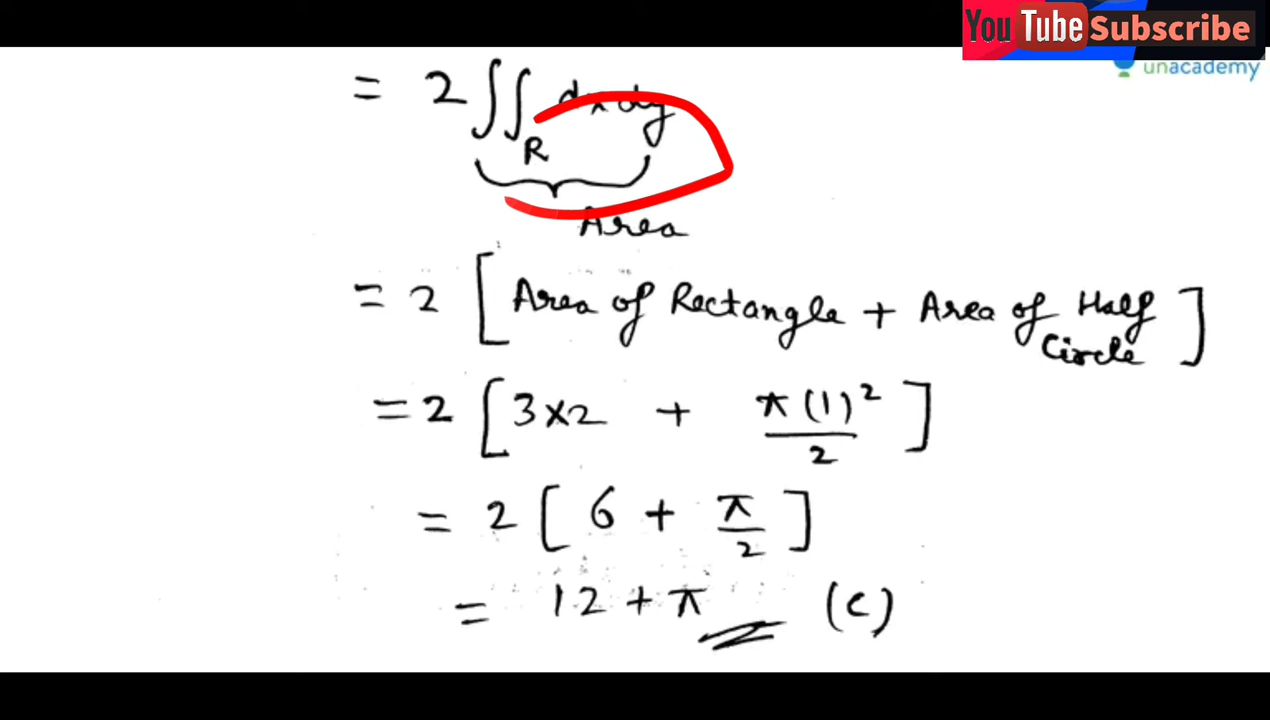 YouTube Subscribe
unacademy
= 2 ∬_R dx dy
Area
= 2 [ Area of Rectangle + Area of Half Circle ]
= 2 [ 3×2 + π(1)²/2 ]
= 2 [ 6 + π/2 ]
= 12 + π (C)